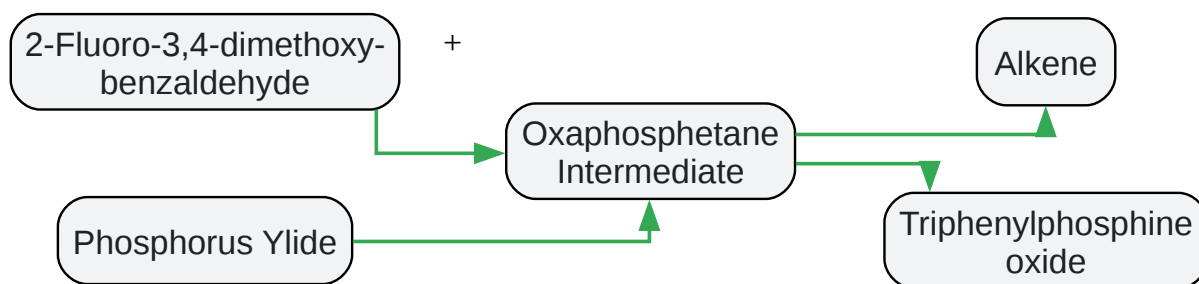 2-Fluoro-3,4-dimethoxy-
benzaldehyde
+
Phosphorus Ylide
Oxaphosphetane
Intermediate
Alkene
Triphenylphosphine
oxide